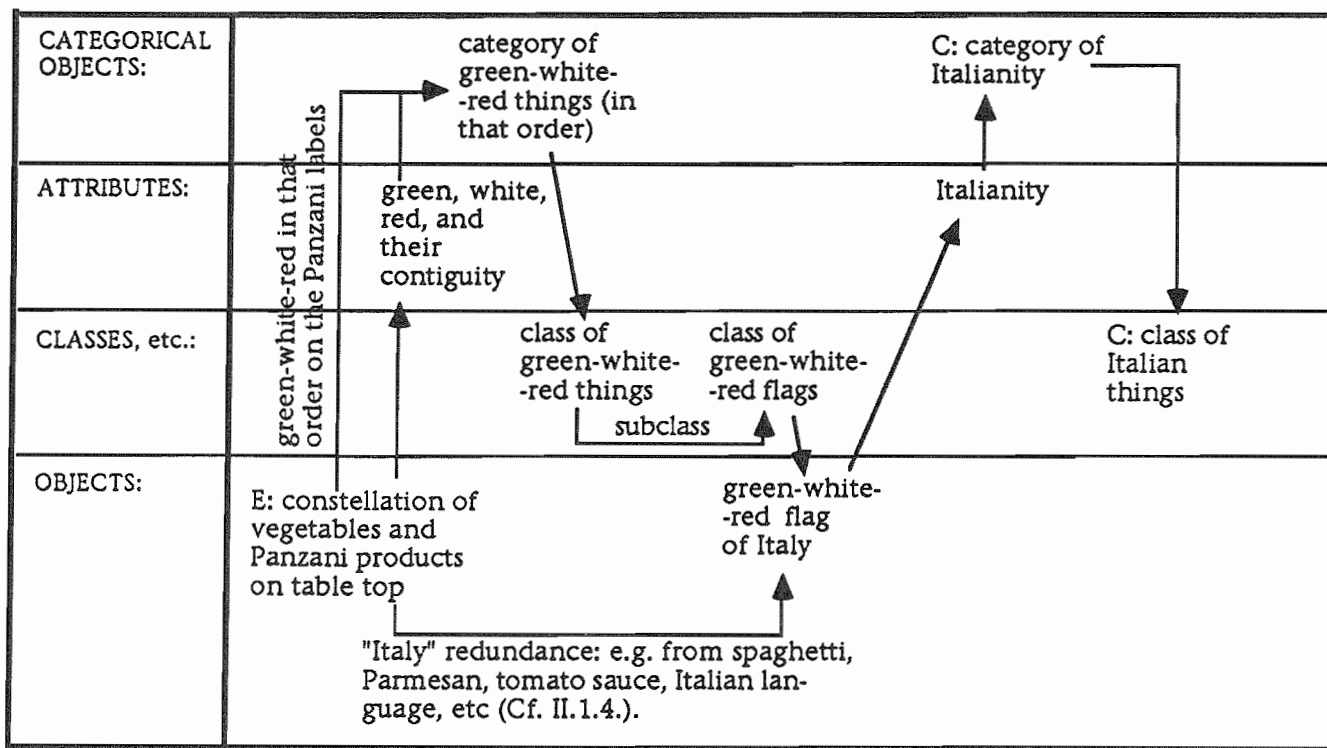 CATEGORICAL
OBJECTS:
category of
green-white-
-red things (in
that order)
C: category of
Italianity
green-white-red in that
order on the Panzani labels
ATTRIBUTES:
green, white,
red, and
their
contiguity
Italianity
CLASSES, etc.:
class of
green-white-
-red things
class of
green-white-
-red flags
subclass
C: class of
Italian
things
OBJECTS:
E: constellation of
vegetables and
Panzani products
on table top
green-white-
-red flag
of Italy
"Italy" redundance: e.g. from spaghetti,
Parmesan, tomato sauce, Italian lan-
guage, etc (Cf. II.1.4.).